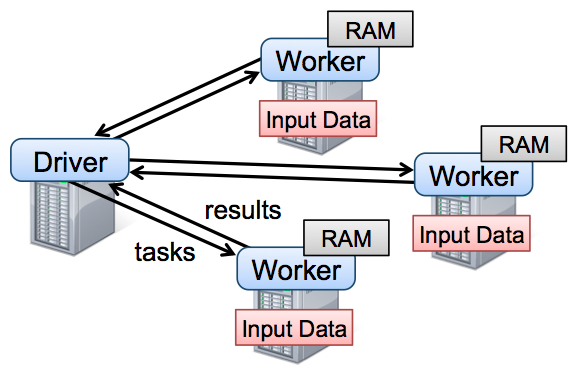 RAM
Worker
Input Data
Driver
RAM
Worker
Input Data
results
tasks
RAM
Worker
Input Data